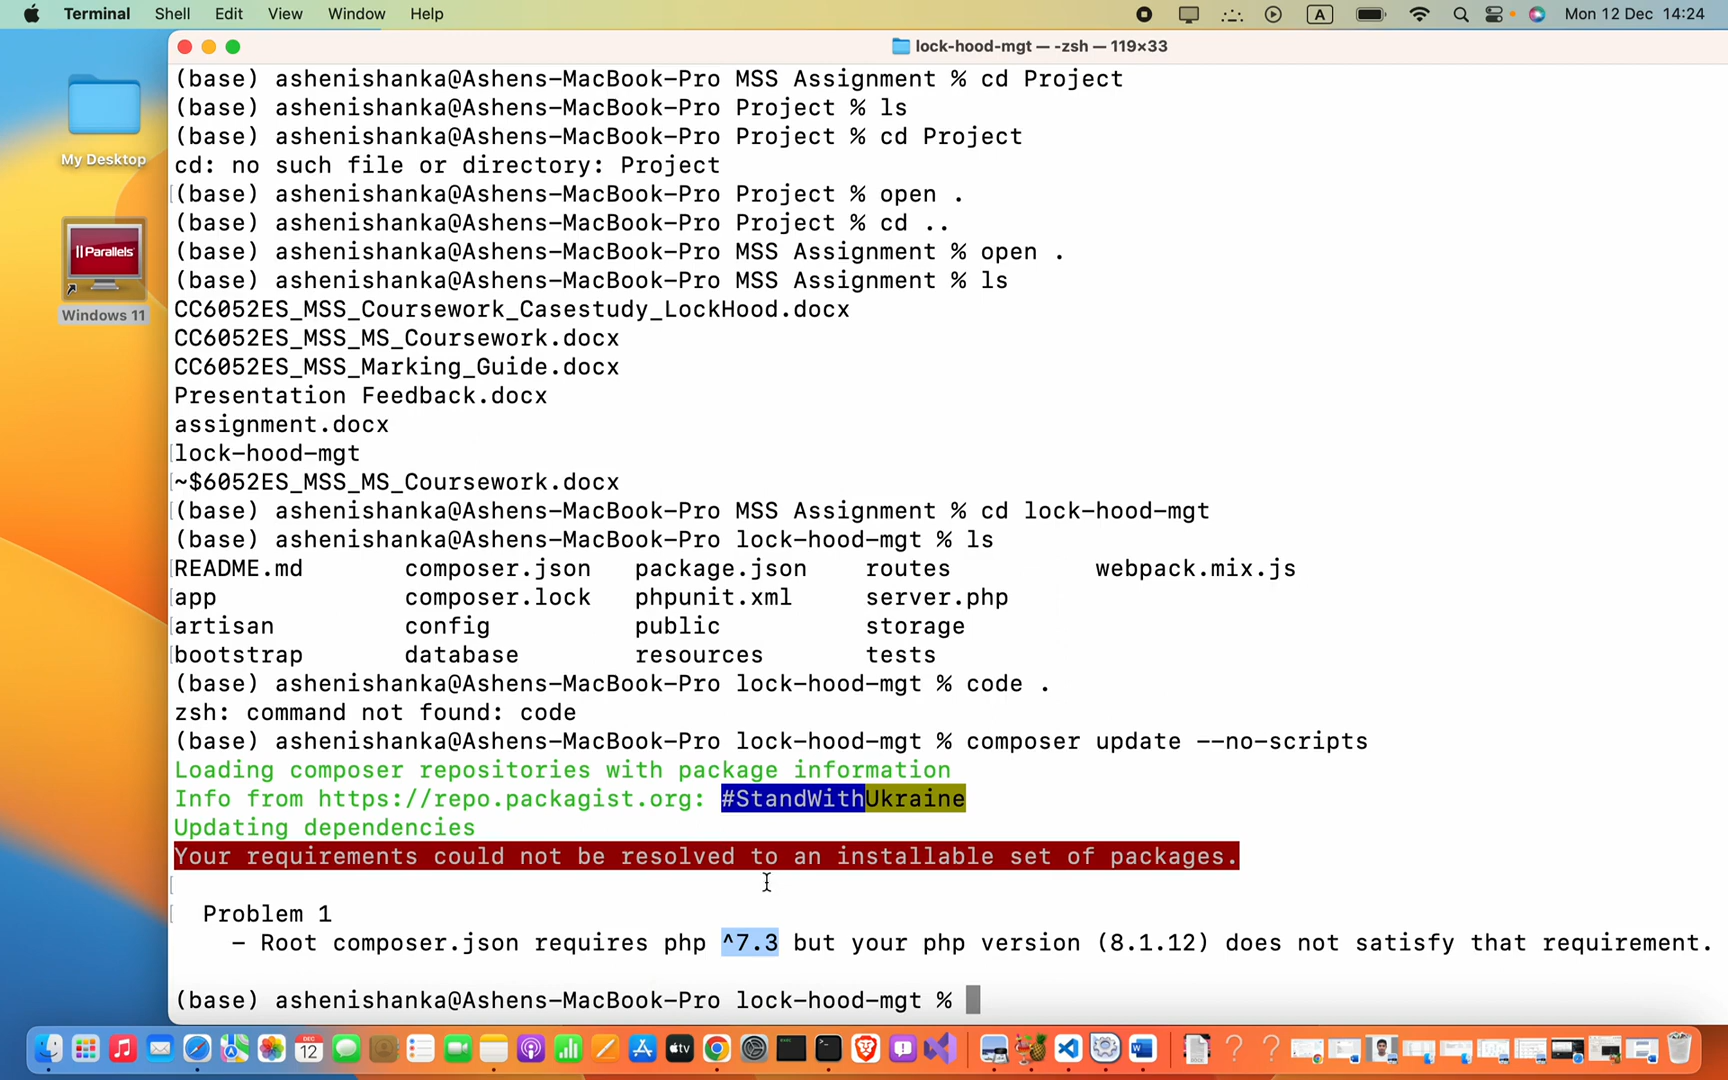 Terminal Shell Edit View Window Help A Mon 12 Dec 14:24
lock-hood-mgt — -zsh — 119×33
(base) ashenishanka@Ashens-MacBook-Pro MSS Assignment % cd Project
(base) ashenishanka@Ashens-MacBook-Pro Project % ls
(base) ashenishanka@Ashens-MacBook-Pro Project % cd Project
cd: no such file or directory: Project
(base) ashenishanka@Ashens-MacBook-Pro Project % open .
(base) ashenishanka@Ashens-MacBook-Pro Project % cd ..
(base) ashenishanka@Ashens-MacBook-Pro MSS Assignment % open .
(base) ashenishanka@Ashens-MacBook-Pro MSS Assignment % ls
CC6052ES_MSS_Coursework_Casestudy_LockHood.docx
CC6052ES_MSS_MS_Coursework.docx
CC6052ES_MSS_Marking_Guide.docx
Presentation Feedback.docx
assignment.docx
lock-hood-mgt
~$6052ES_MSS_MS_Coursework.docx
(base) ashenishanka@Ashens-MacBook-Pro MSS Assignment % cd lock-hood-mgt
(base) ashenishanka@Ashens-MacBook-Pro lock-hood-mgt % ls
README.md composer.json package.json routes webpack.mix.js
app composer.lock phpunit.xml server.php
artisan config public storage
bootstrap database resources tests
(base) ashenishanka@Ashens-MacBook-Pro lock-hood-mgt % code .
zsh: command not found: code
(base) ashenishanka@Ashens-MacBook-Pro lock-hood-mgt % composer update --no-scripts
Loading composer repositories with package information
Info from https://repo.packagist.org: #StandWithUkraine
Updating dependencies
Your requirements could not be resolved to an installable set of packages.
Problem 1
- Root composer.json requires php ^7.3 but your php version (8.1.12) does not satisfy that requirement.
(base) ashenishanka@Ashens-MacBook-Pro lock-hood-mgt %
My Desktop
Parallels
Windows 11
DEC
12
tv